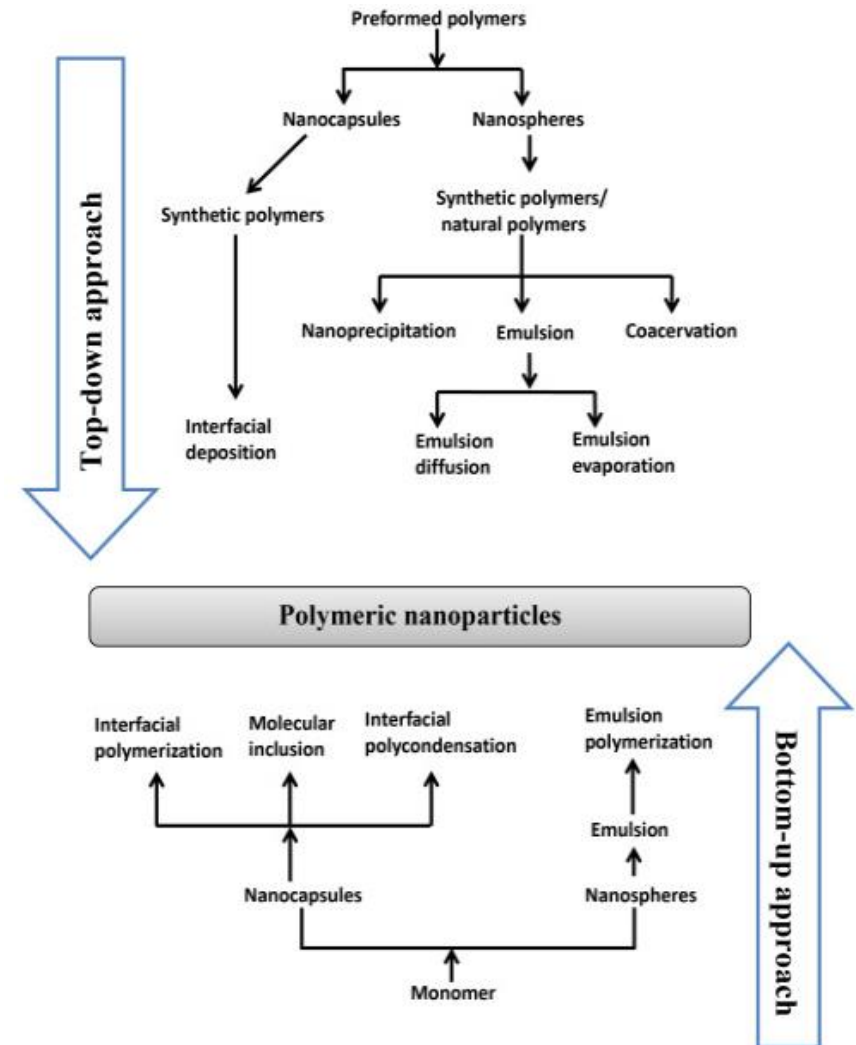 Preformed polymers
Nanocapsules
Nanospheres
Synthetic polymers
Synthetic polymers/
natural polymers
Nanoprecipitation
Emulsion
Coacervation
Interfacial
deposition
Emulsion
diffusion
Emulsion
evaporation
Top-down approach
Polymeric nanoparticles
Interfacial
polymerization
Molecular
inclusion
Interfacial
polycondensation
Emulsion
polymerization
Emulsion
Nanocapsules
Nanospheres
Monomer
Bottom-up approach